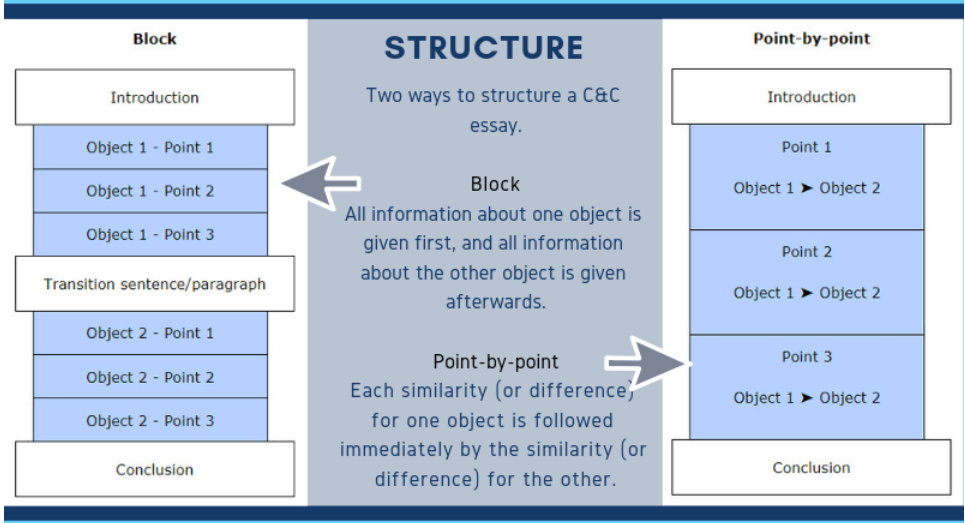 Block
Introduction
Object 1 - Point 1
Object 1 - Point 2
Object 1 - Point 3
Transition sentence/paragraph
Object 2 - Point 1
Object 2 - Point 2
Object 2 - Point 3
Conclusion
STRUCTURE
Two ways to structure a C&C
essay.
Block
All information about one object is
given first, and all information
about the other object is given
afterwards.
Point-by-point
Each similarity (or difference)
for one object is followed
immediately by the similarity (or
difference) for the other.
Point-by-point
Introduction
Point 1
Object 1 ➤ Object 2
Point 2
Object 1 ➤ Object 2
Point 3
Object 1 ➤ Object 2
Conclusion